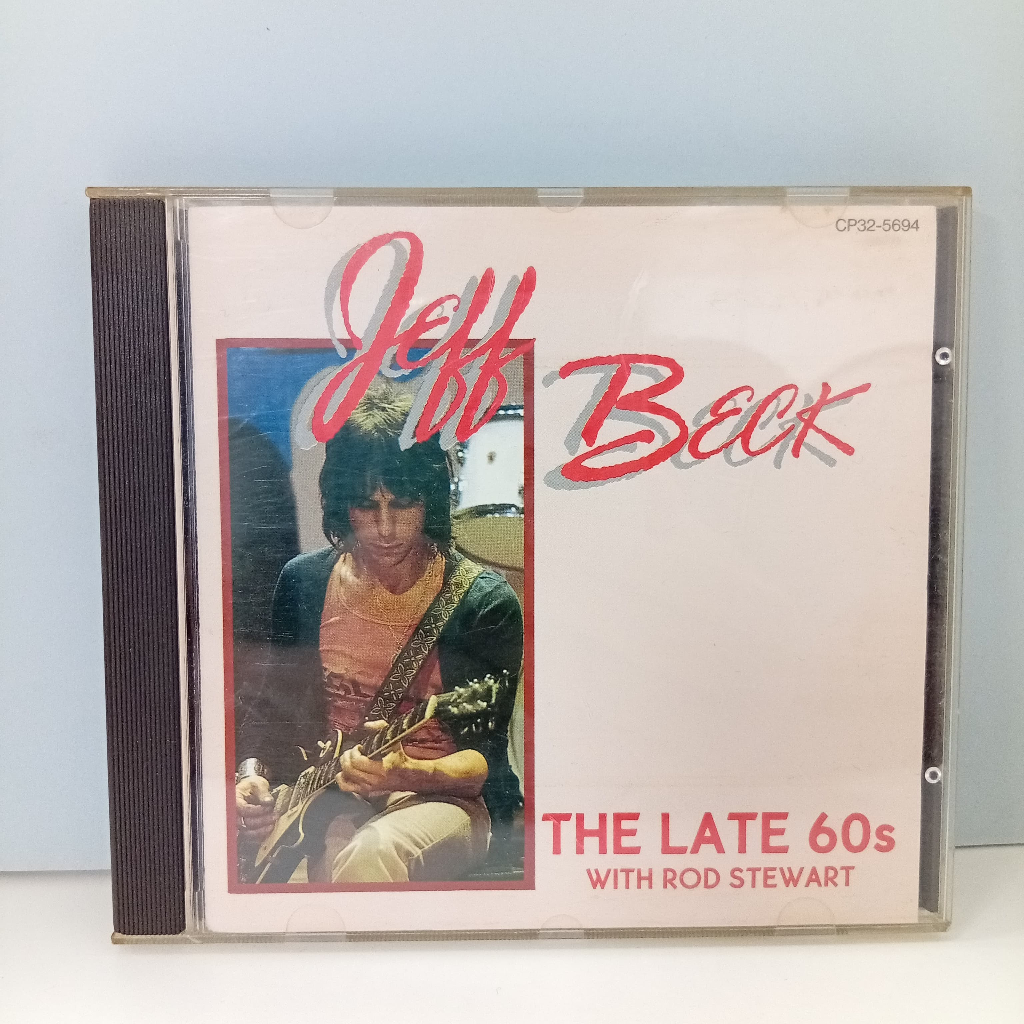 CP32-5694
Jeff
Beck
THE LATE 60s
WITH ROD STEWART